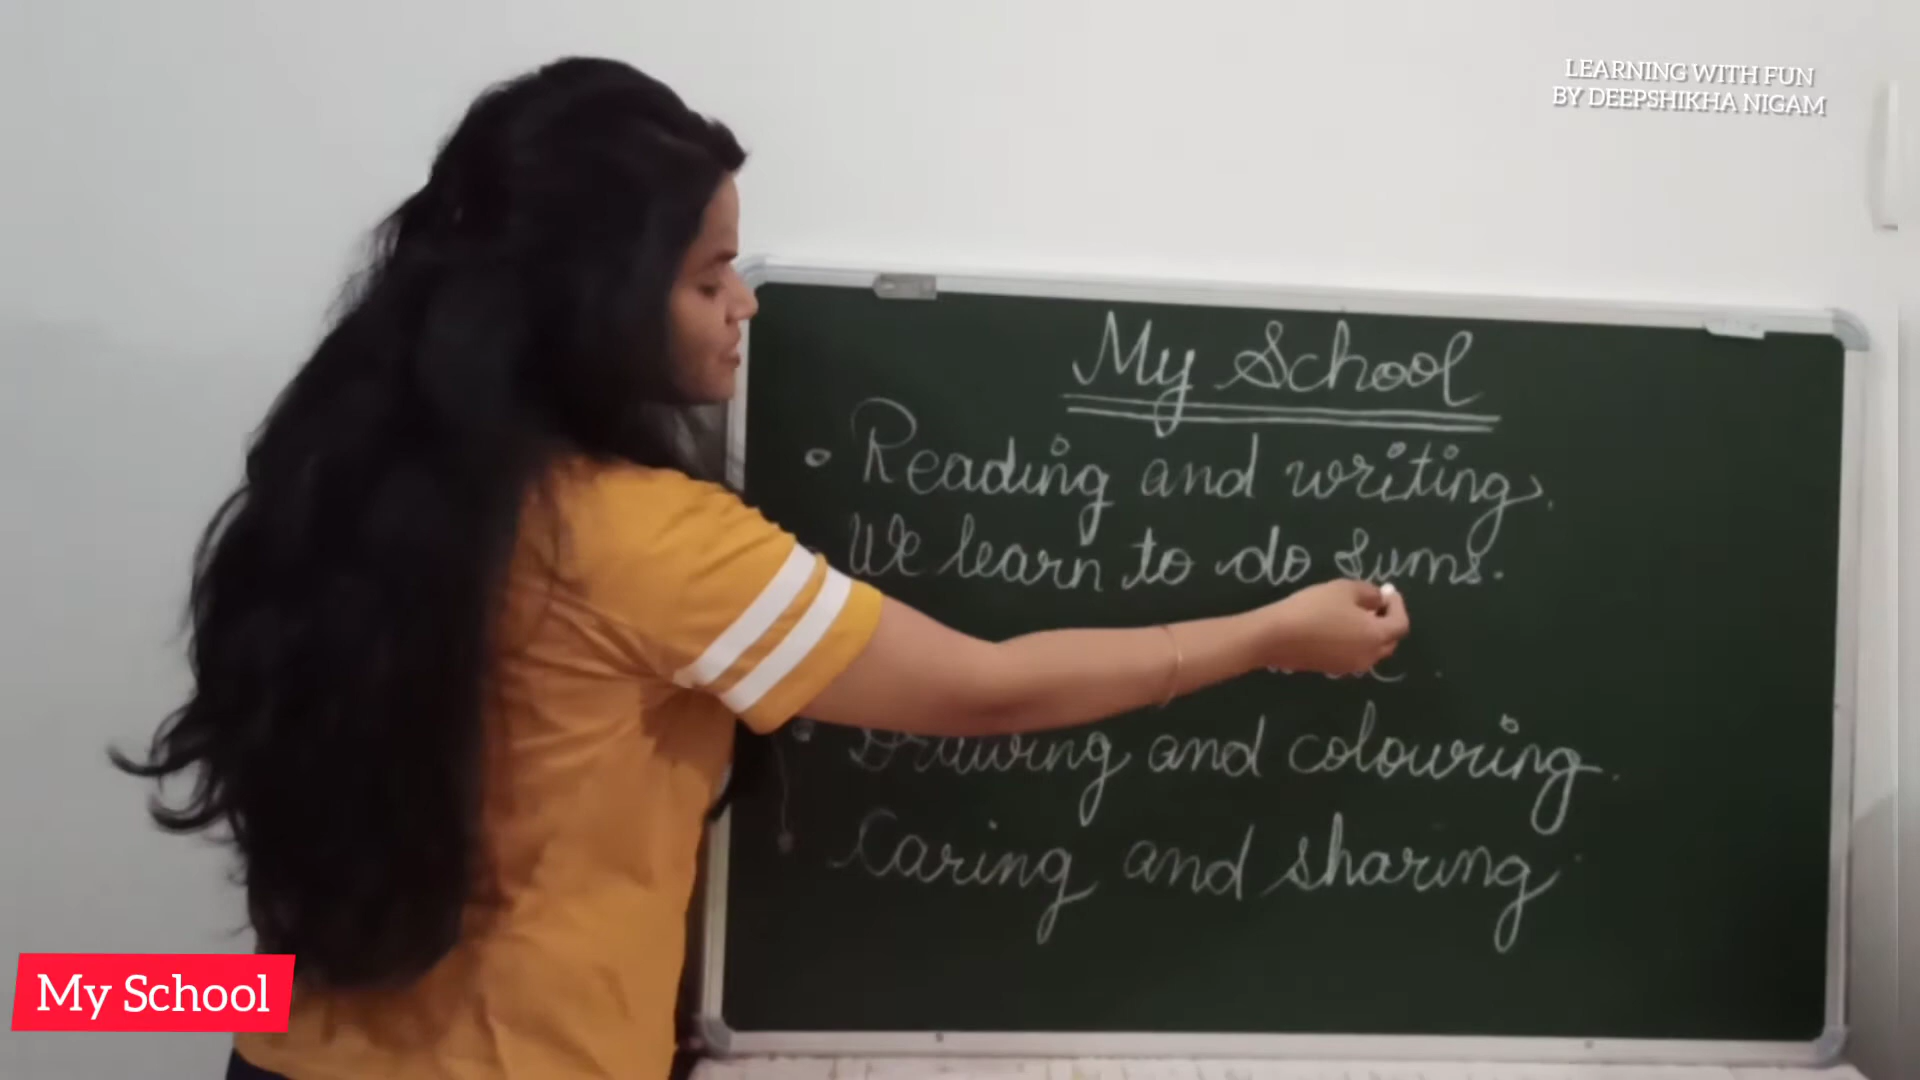 LEARNING WITH FUN
BY DEEPSHIKHA NIGAM
My School
Reading and writing.
We learn to do sums.
Drawing and colouring.
Caring and sharing
My School